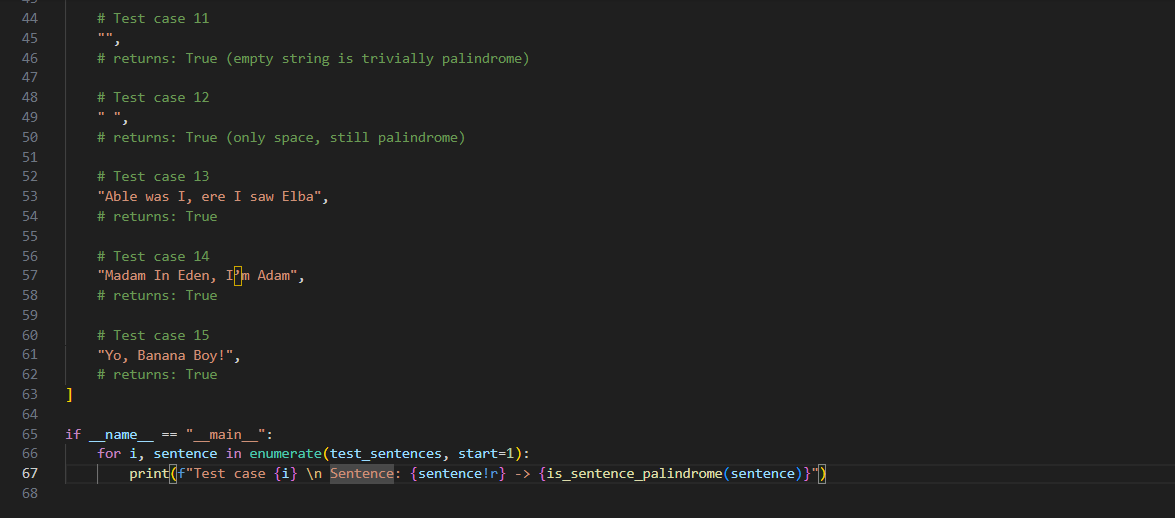 44 # Test case 11
45 "",
46 # returns: True (empty string is trivially palindrome)
47
48 # Test case 12
49 " ",
50 # returns: True (only space, still palindrome)
51
52 # Test case 13
53 "Able was I, ere I saw Elba",
54 # returns: True
55
56 # Test case 14
57 "Madam In Eden, I’m Adam",
58 # returns: True
59
60 # Test case 15
61 "Yo, Banana Boy!",
62 # returns: True
63 ]
64
65 if __name__ == "__main__":
66 for i, sentence in enumerate(test_sentences, start=1):
67 print(f"Test case {i} \n Sentence: {sentence!r} -> {is_sentence_palindrome(sentence)}")
68